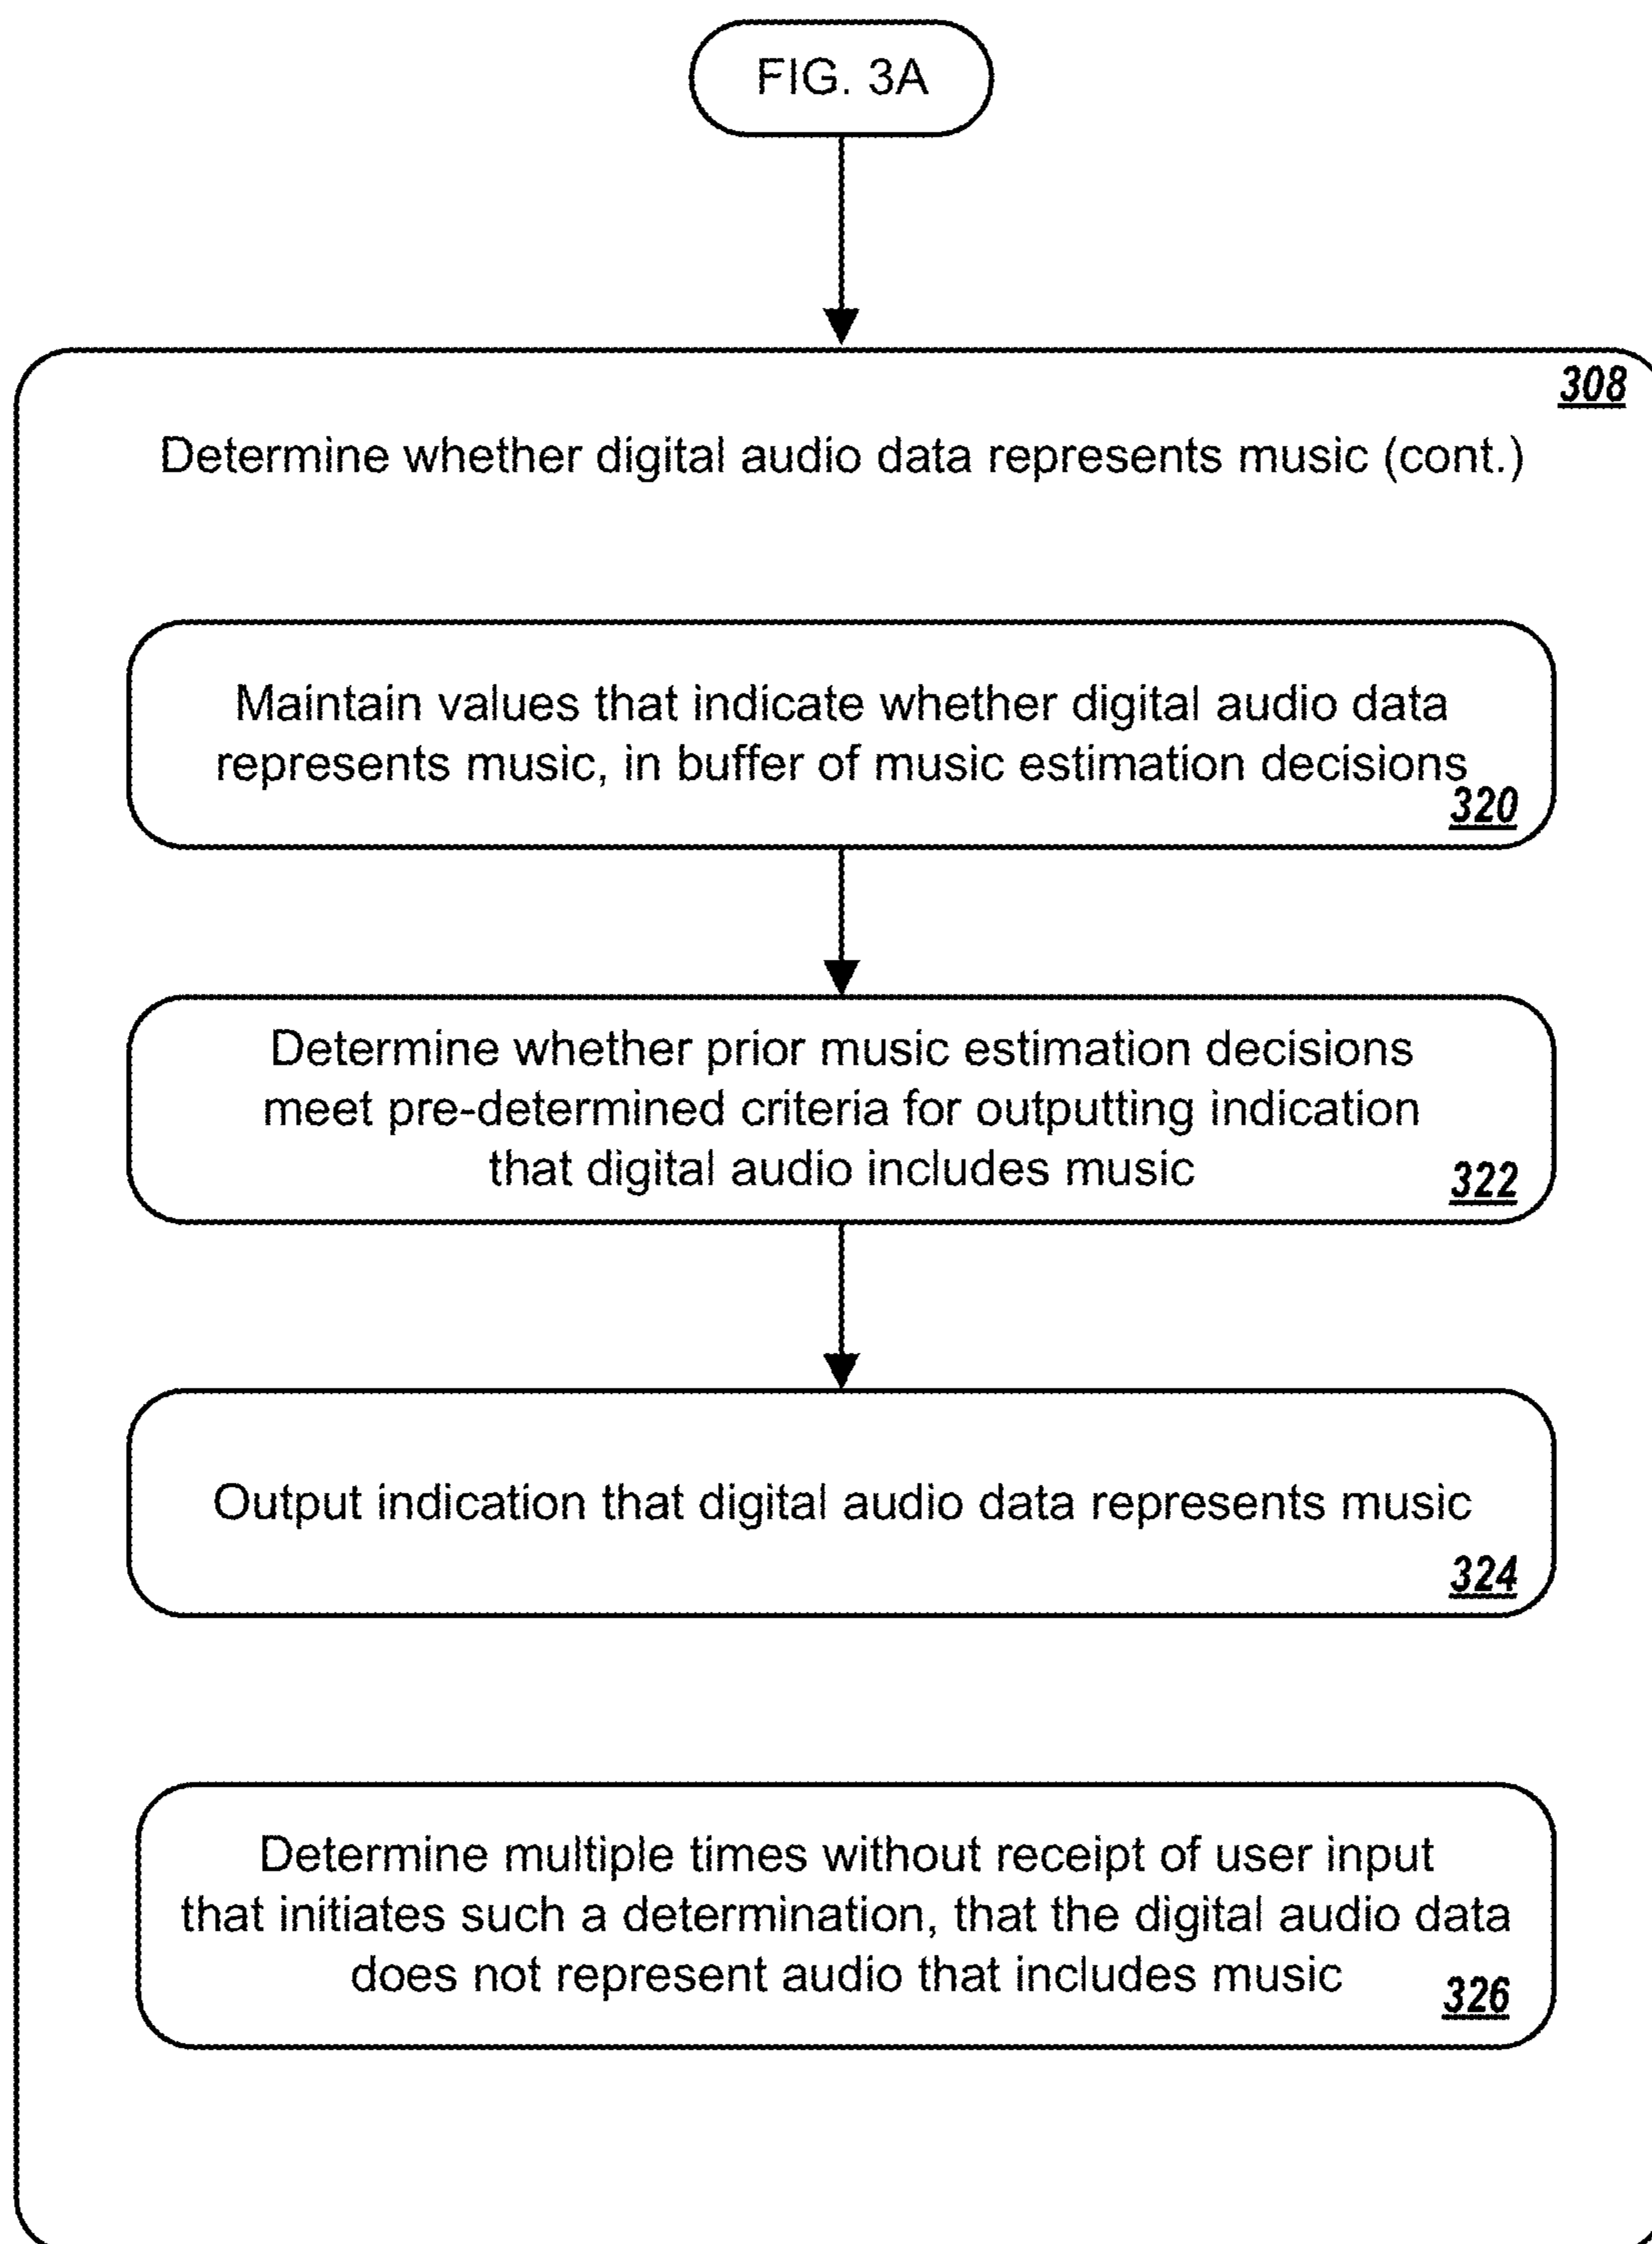 FIG. 3A
308
Determine whether digital audio data represents music (cont.)
Maintain values that indicate whether digital audio data
represents music, in buffer of music estimation decisions
320
Determine whether prior music estimation decisions
meet pre-determined criteria for outputting indication
that digital audio includes music
322
Output indication that digital audio data represents music
324
Determine multiple times without receipt of user input
that initiates such a determination, that the digital audio data
does not represent audio that includes music
326